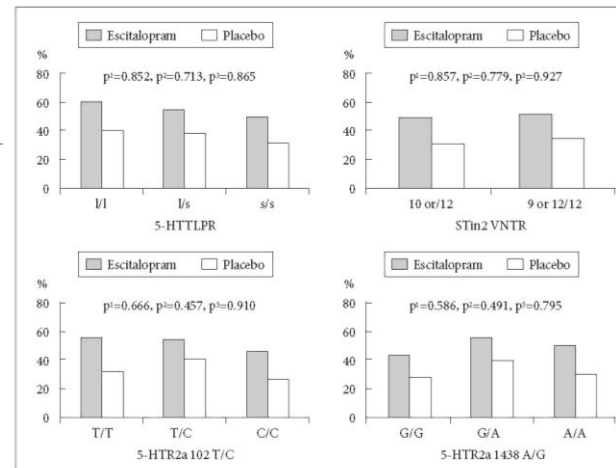 Escitalopram Placebo
%
p¹=0.852, p²=0.713, p³=0.865
80
60
40
20
0
l/l l/s s/s
5-HTTLPR
Escitalopram Placebo
%
p¹=0.857, p²=0.779, p³=0.927
80
60
40
20
0
10 or/12 9 or 12/12
STin2 VNTR
Escitalopram Placebo
%
p¹=0.666, p²=0.457, p³=0.910
80
60
40
20
0
T/T T/C C/C
5-HTR2a 102 T/C
Escitalopram Placebo
%
p¹=0.586, p²=0.491, p³=0.795
80
60
40
20
0
G/G G/A A/A
5-HTR2a 1438 A/G